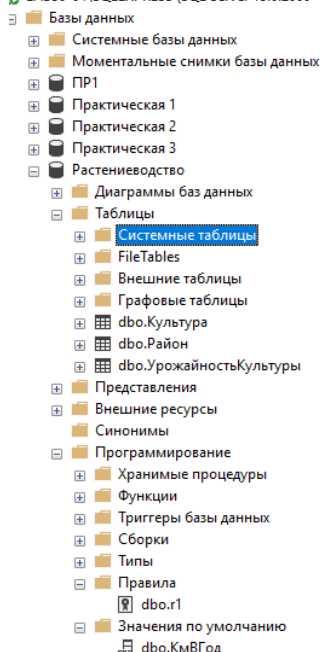 Базы данных
Системные базы данных
Моментальные снимки базы данных
ПР1
Практическая 1
Практическая 2
Практическая 3
Растениеводство
Диаграммы баз данных
Таблицы
Системные таблицы
FileTables
Внешние таблицы
Графовые таблицы
dbo.Культура
dbo.Район
dbo.УрожайностьКультуры
Представления
Внешние ресурсы
Синонимы
Программирование
Хранимые процедуры
Функции
Триггеры базы данных
Сборки
Типы
Правила
dbo.r1
Значения по умолчанию
dbo.КмВГод